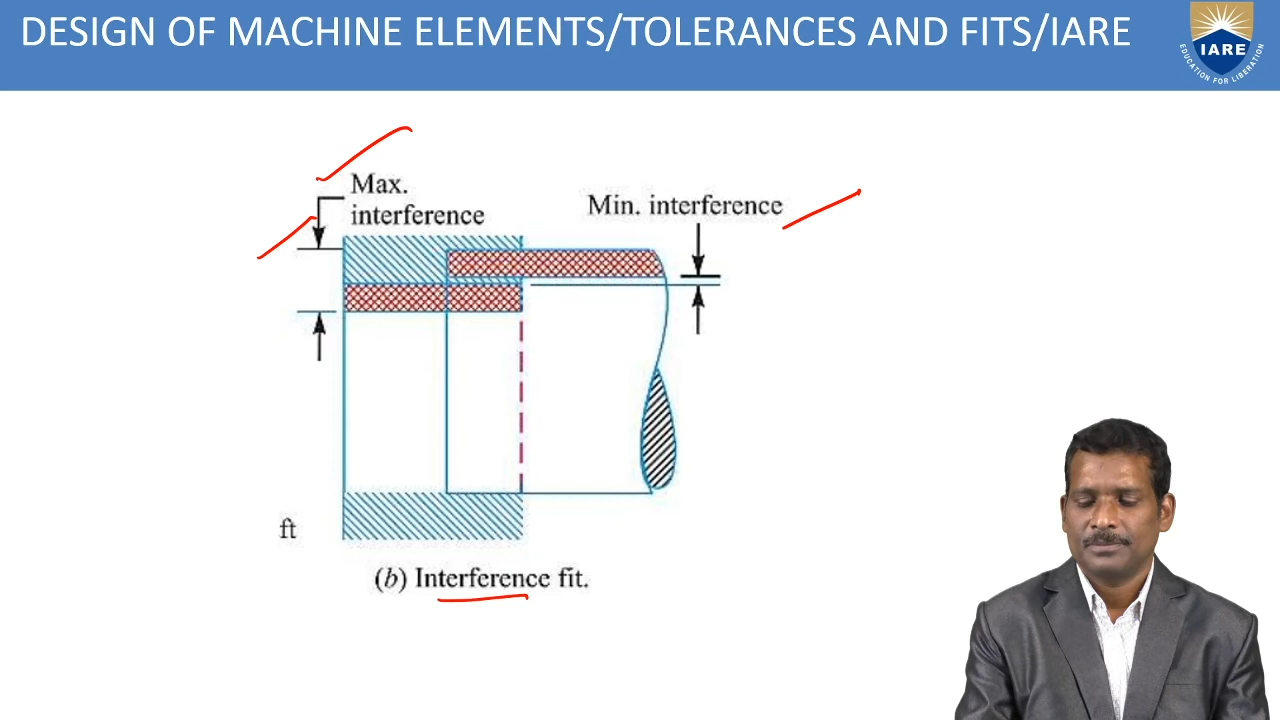 DESIGN OF MACHINE ELEMENTS/TOLERANCES AND FITS/IARE
IARE
EDUCATION FOR LIBERATION
Max.
interference
Min. interference
ft
(b) Interference fit.